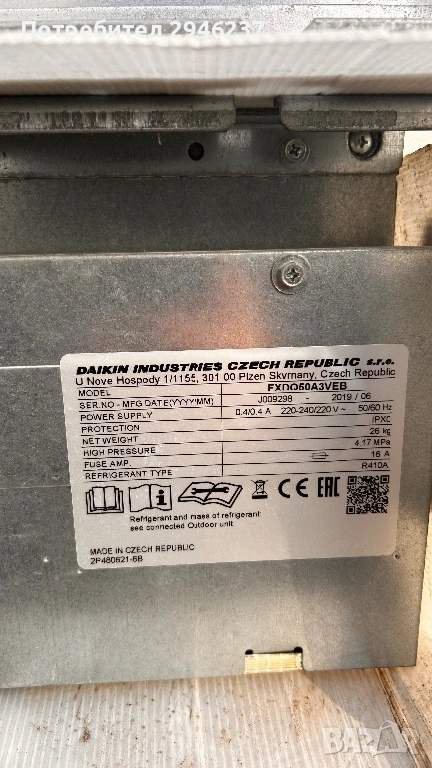 Потребител 2946237
DAIKIN INDUSTRIES CZECH REPUBLIC s.r.o.
U Nove Hospody 1/1155, 301 00 Plzen Skvrnany, Czech Republic
MODEL FXDQ50A3VEB
SER.NO - MFG DATE(YYYY/MM) J009298 - 2019 / 06
POWER SUPPLY 0.4/0.4 A 220-240/220 V ~ 50/60 Hz
PROTECTION IPX0
NET WEIGHT 26 kg
HIGH PRESSURE 4.17 MPa
FUSE AMP. 16 A
REFRIGERANT TYPE R410A
CE EAC
Refrigerant and mass of refrigerant:
see connected Outdoor unit.
MADE IN CZECH REPUBLIC
2P480621-6B
BAZAR